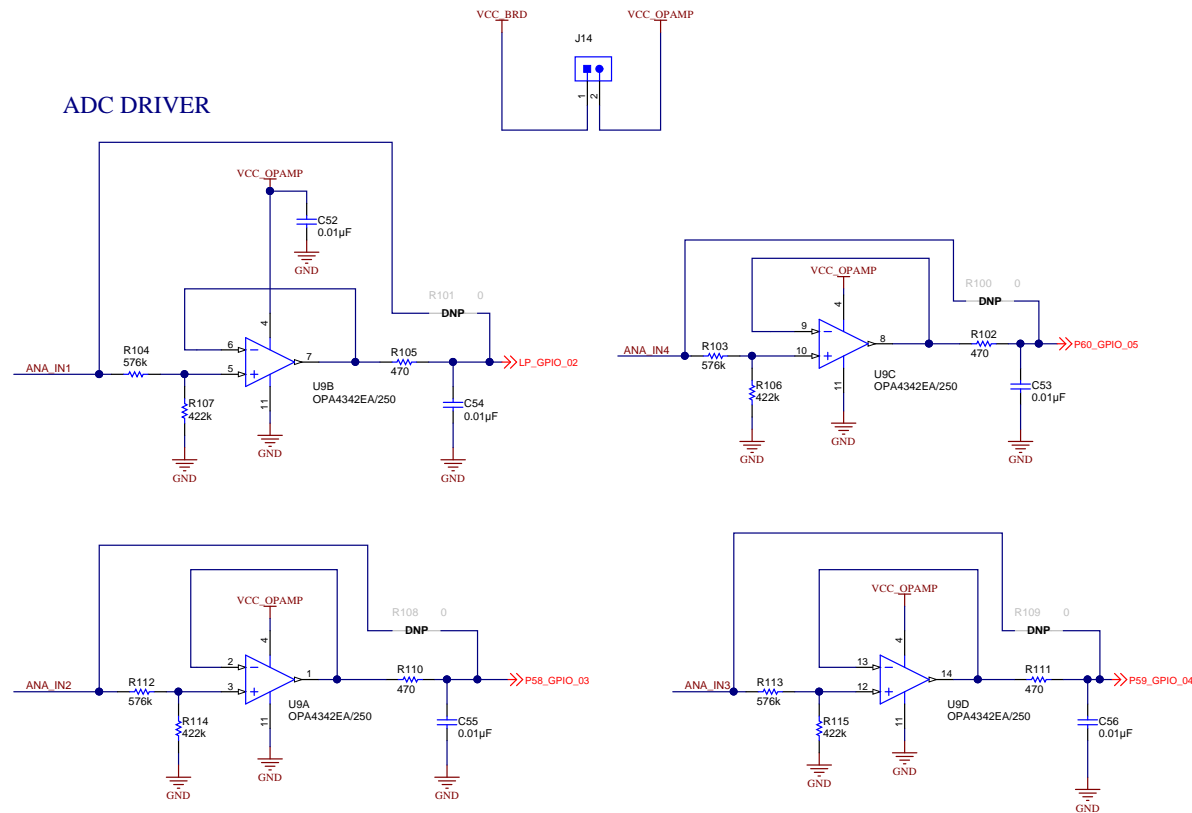 VCC_BRD
VCC_OPAMP
J14
1
2
ADC DRIVER
VCC_OPAMP
C52
0.01µF
GND
R101 0
DNP
4
6
5
7
11
R104
576k
ANA_IN1
R107
422k
GND
U9B
OPA4342EA/250
GND
R105
470
C54
0.01µF
GND
LP_GPIO_02
VCC_OPAMP
R100 0
DNP
4
9
10
8
11
R103
576k
ANA_IN4
R106
422k
GND
U9C
OPA4342EA/250
GND
R102
470
C53
0.01µF
GND
P60_GPIO_05
VCC_OPAMP
R108 0
DNP
4
2
3
1
11
R112
576k
ANA_IN2
R114
422k
GND
U9A
OPA4342EA/250
GND
R110
470
C55
0.01µF
GND
P58_GPIO_03
VCC_OPAMP
R109 0
DNP
4
13
12
14
11
R113
576k
ANA_IN3
R115
422k
GND
U9D
OPA4342EA/250
GND
R111
470
C56
0.01µF
GND
P59_GPIO_04